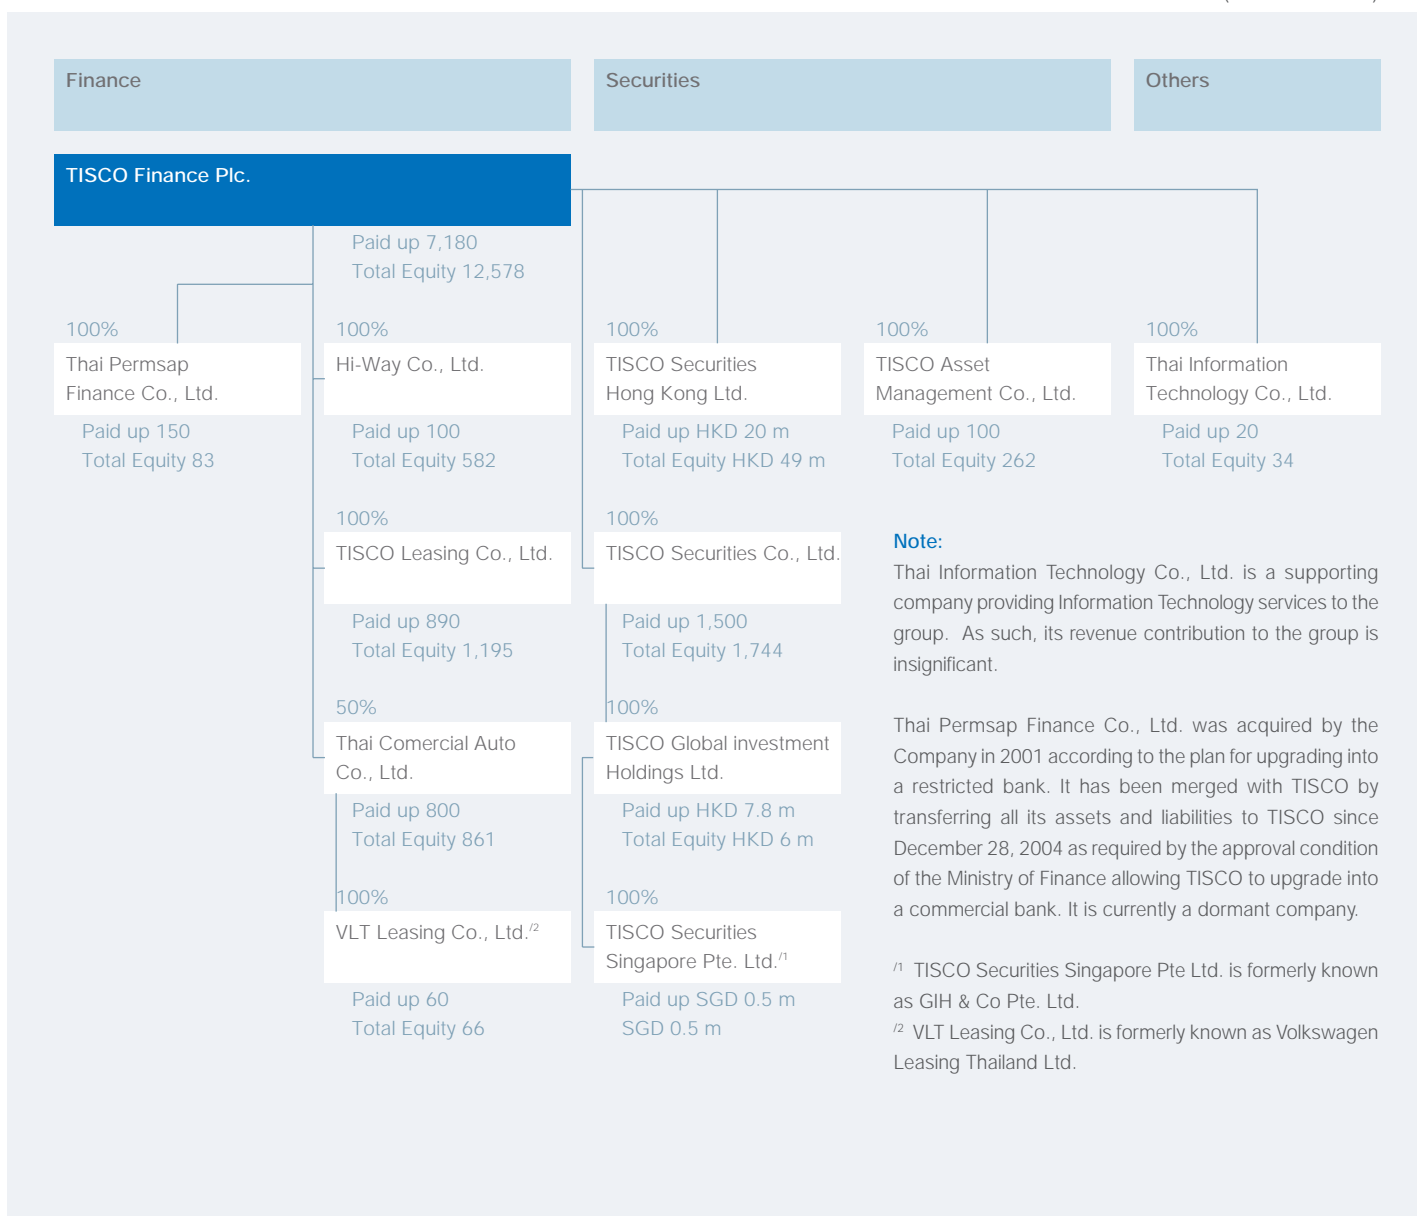 Finance
Securities
Others
TISCO Finance Plc.
Paid up 7,180
Total Equity 12,578
100%
Thai Permsap
Finance Co., Ltd.
Paid up 150
Total Equity 83
100%
Hi-Way Co., Ltd.
Paid up 100
Total Equity 582
100%
TISCO Securities
Hong Kong Ltd.
Paid up HKD 20 m
Total Equity HKD 49 m
100%
TISCO Asset
Management Co., Ltd.
Paid up 100
Total Equity 262
100%
Thai Information
Technology Co., Ltd.
Paid up 20
Total Equity 34
100%
TISCO Leasing Co., Ltd.
Paid up 890
Total Equity 1,195
100%
TISCO Securities Co., Ltd.
Paid up 1,500
Total Equity 1,744
50%
Thai Comercial Auto
Co., Ltd.
Paid up 800
Total Equity 861
100%
TISCO Global investment
Holdings Ltd.
Paid up HKD 7.8 m
Total Equity HKD 6 m
100%
VLT Leasing Co., Ltd./2
Paid up 60
Total Equity 66
100%
TISCO Securities
Singapore Pte. Ltd./1
Paid up SGD 0.5 m
SGD 0.5 m
Note:
Thai Information Technology Co., Ltd. is a supporting
company providing Information Technology services to the
group. As such, its revenue contribution to the group is
insignificant.
Thai Permsap Finance Co., Ltd. was acquired by the
Company in 2001 according to the plan for upgrading into
a restricted bank. It has been merged with TISCO by
transferring all its assets and liabilities to TISCO since
December 28, 2004 as required by the approval condition
of the Ministry of Finance allowing TISCO to upgrade into
a commercial bank. It is currently a dormant company.
/1 TISCO Securities Singapore Pte Ltd. is formerly known
as GIH & Co Pte. Ltd.
/2 VLT Leasing Co., Ltd. is formerly known as Volkswagen
Leasing Thailand Ltd.